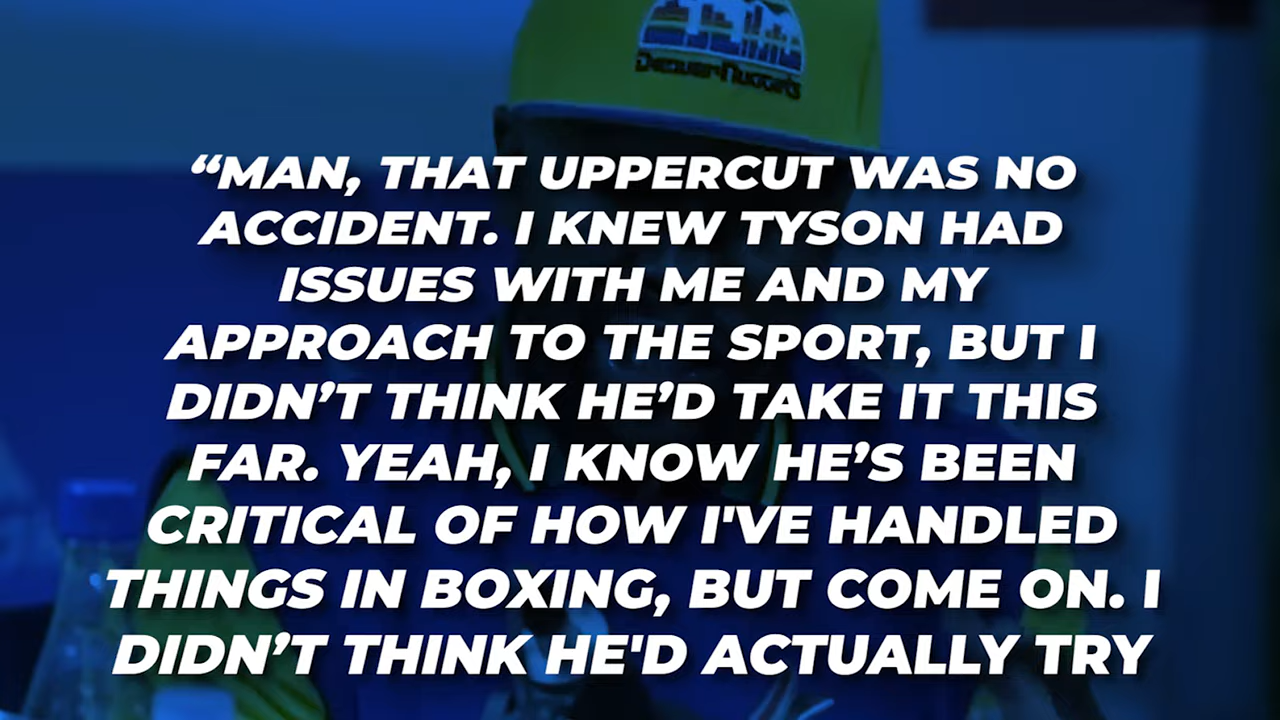 Denver Nuggets
“MAN, THAT UPPERCUT WAS NO
ACCIDENT. I KNEW TYSON HAD
ISSUES WITH ME AND MY
APPROACH TO THE SPORT, BUT I
DIDN’T THINK HE’D TAKE IT THIS
FAR. YEAH, I KNOW HE’S BEEN
CRITICAL OF HOW I'VE HANDLED
THINGS IN BOXING, BUT COME ON. I
DIDN’T THINK HE'D ACTUALLY TRY